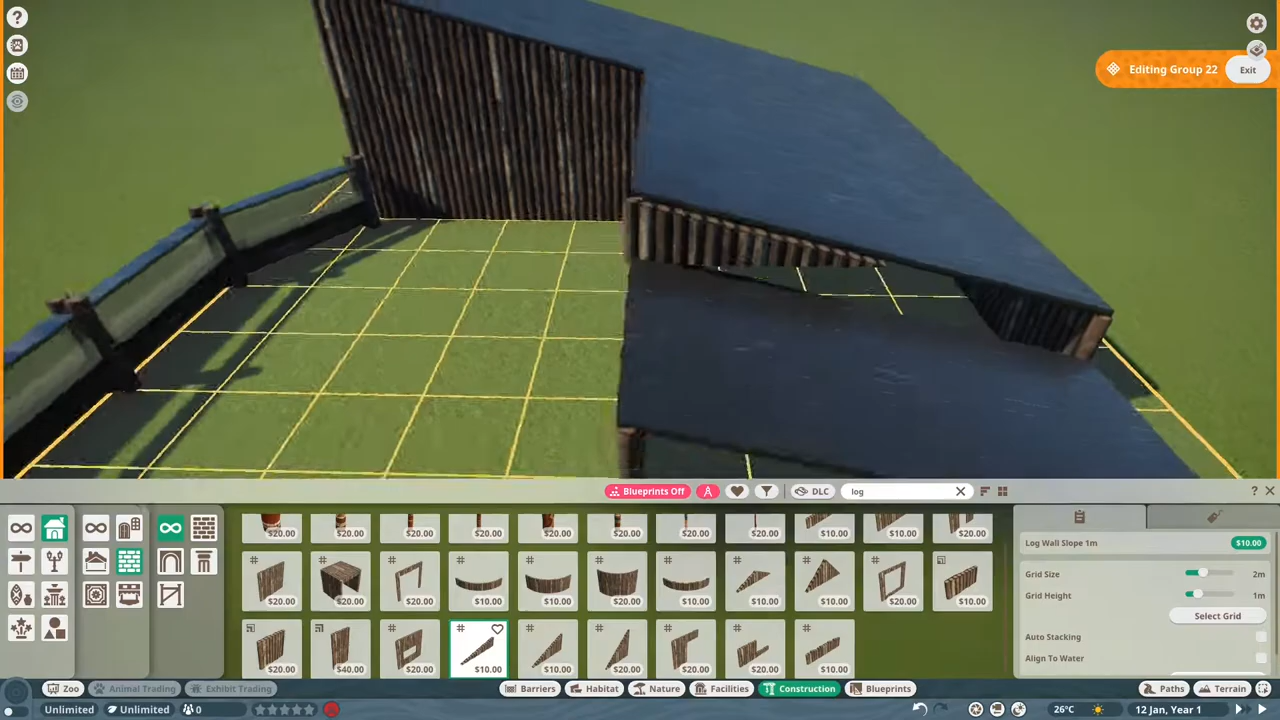 ?
Editing Group 22
Exit
Blueprints Off
DLC
log
?
$20.00 $20.00 $20.00 $20.00 $20.00 $20.00 $20.00 $20.00 $20.00 $20.00 $20.00
$20.00 $20.00 $20.00 $10.00 $10.00 $20.00 $10.00 $10.00 $10.00 $20.00 $10.00
$20.00 $40.00 $20.00 $10.00 $10.00 $20.00 $20.00 $20.00 $10.00
Log Wall Slope 1m
$10.00
Grid Size
2m
Grid Height
1m
Select Grid
Auto Stacking
Align To Water
Zoo
Animal Trading
Exhibit Trading
Barriers
Habitat
Nature
Facilities
Construction
Blueprints
Paths
Terrain
Unlimited
Unlimited
0
26°C
12 Jan, Year 1